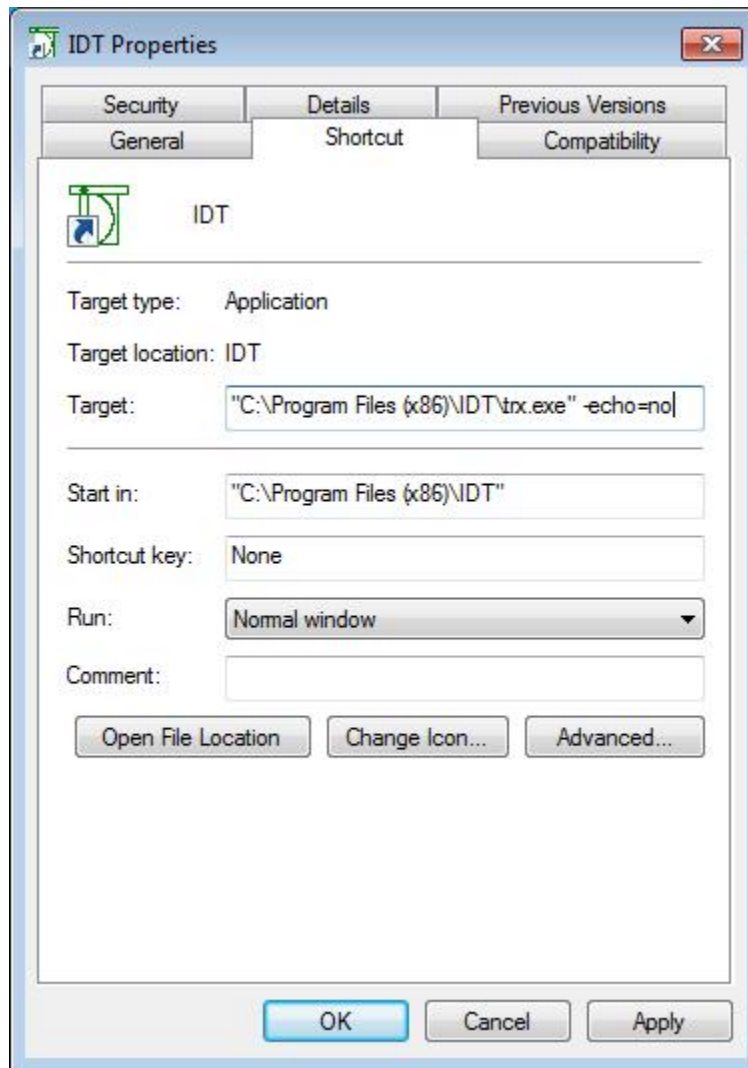 IDT Properties
Security Details Previous Versions
General Shortcut Compatibility
IDT
Target type: Application
Target location: IDT
Target: "C:\Program Files (x86)\IDT\trx.exe" -echo=no
Start in: "C:\Program Files (x86)\IDT"
Shortcut key: None
Run: Normal window
Comment:
Open File Location Change Icon... Advanced...
OK Cancel Apply